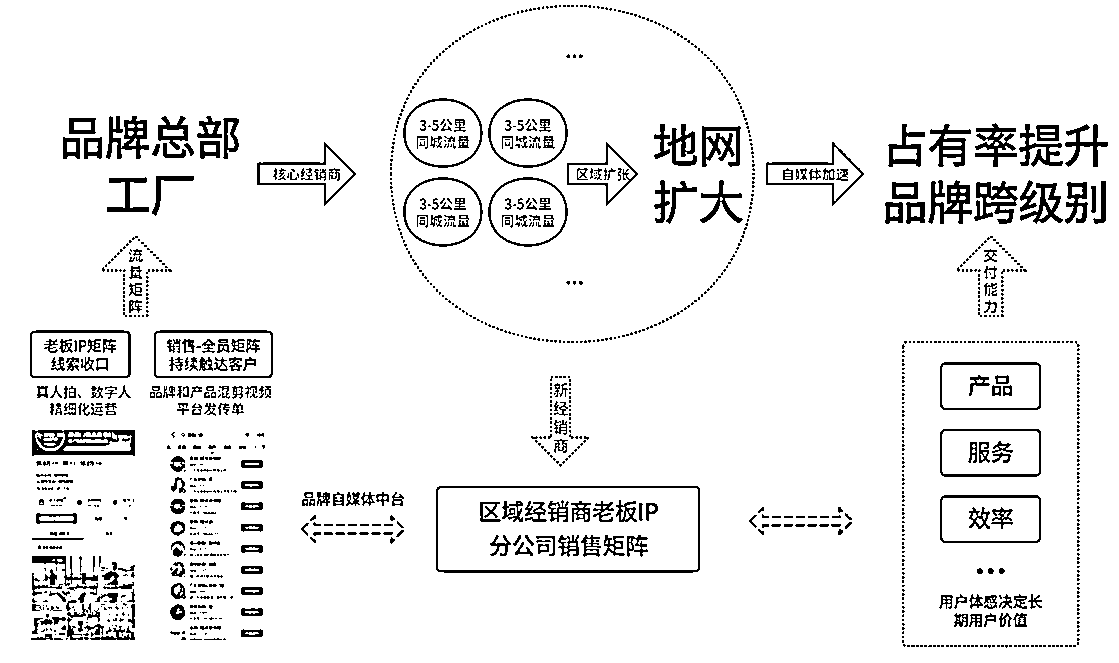 品牌总部
工厂
核心经销商
...
3-5公里
同城流量
3-5公里
同城流量
3-5公里
同城流量
3-5公里
同城流量
...
区域扩张
地网
扩大
自媒体加速
占有率提升
品牌跨级别
流量矩阵
老板IP矩阵
线索收口
真人拍、数字人
精细化运营
销售-全员矩阵
持续触达客户
品牌和产品混剪视频
平台发传单
新经销商
品牌自媒体中台
区域经销商老板IP
分公司销售矩阵
交付能力
产品
服务
效率
...
用户体感决定长
期用户价值